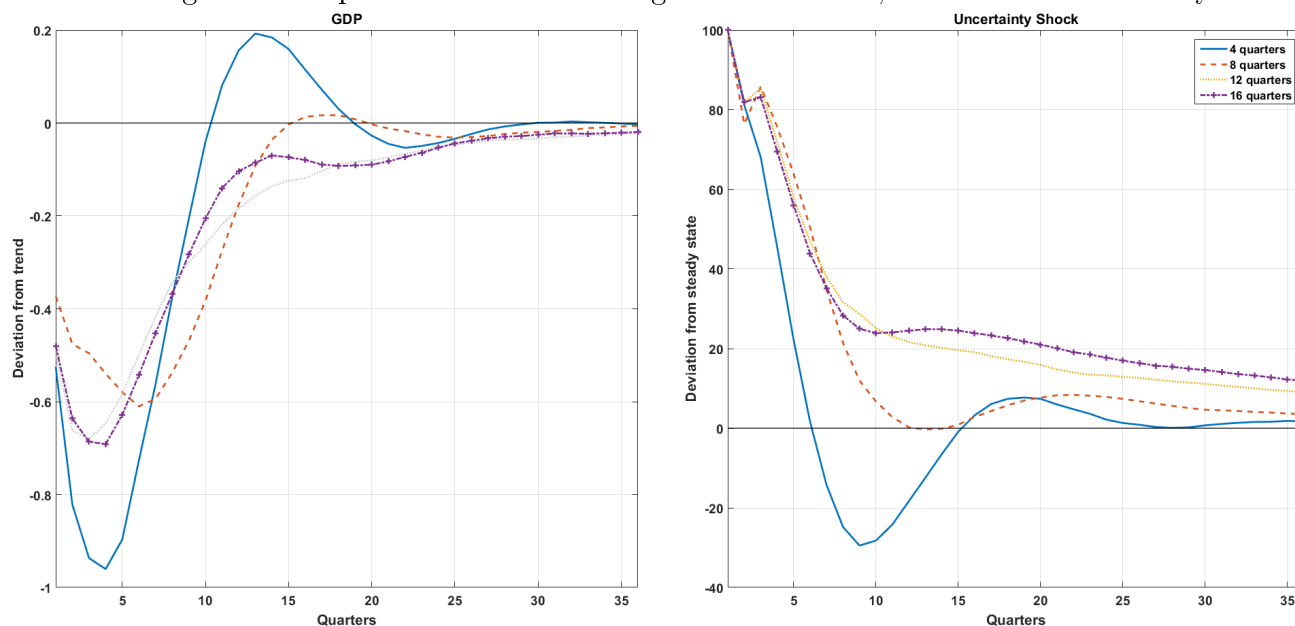 GDP
0.2
0
-0.2
-0.4
-0.6
-0.8
-1
Deviation from trend
5 10 15 20 25 30 35
Quarters
Uncertainty Shock
4 quarters
8 quarters
12 quarters
16 quarters
100
80
60
40
20
0
-20
-40
Deviation from steady state
5 10 15 20 25 30 35
Quarters